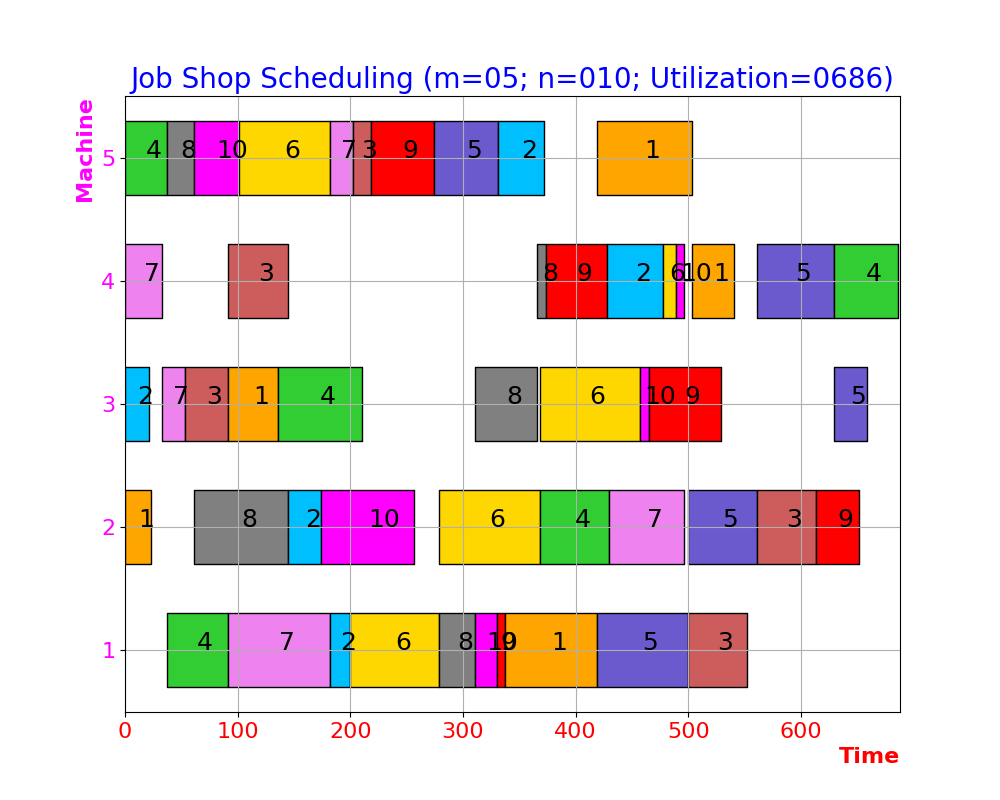 Job Shop Scheduling (m=05; n=010; Utilization=0686)
Machine
5 4 8 10 6 7 3 9 5 2 1
4 7 3 8 9 2 6 10 1 5 4
3 2 7 3 1 4 8 6 10 9 5
2 1 8 2 10 6 4 7 5 3 9
1 4 7 2 6 8 10 9 1 5 3
0 100 200 300 400 500 600
Time